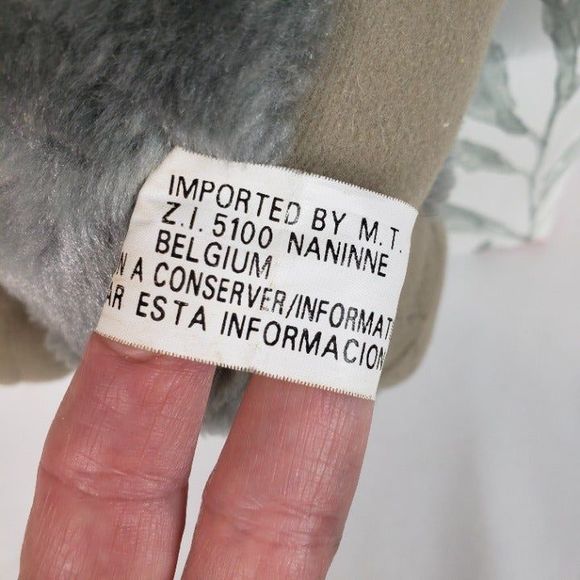 IMPORTED BY M.T.
Z.I. 5100 NANINNE
BELGIUM
N A CONSERVER/INFORMAT
AR ESTA INFORMACION